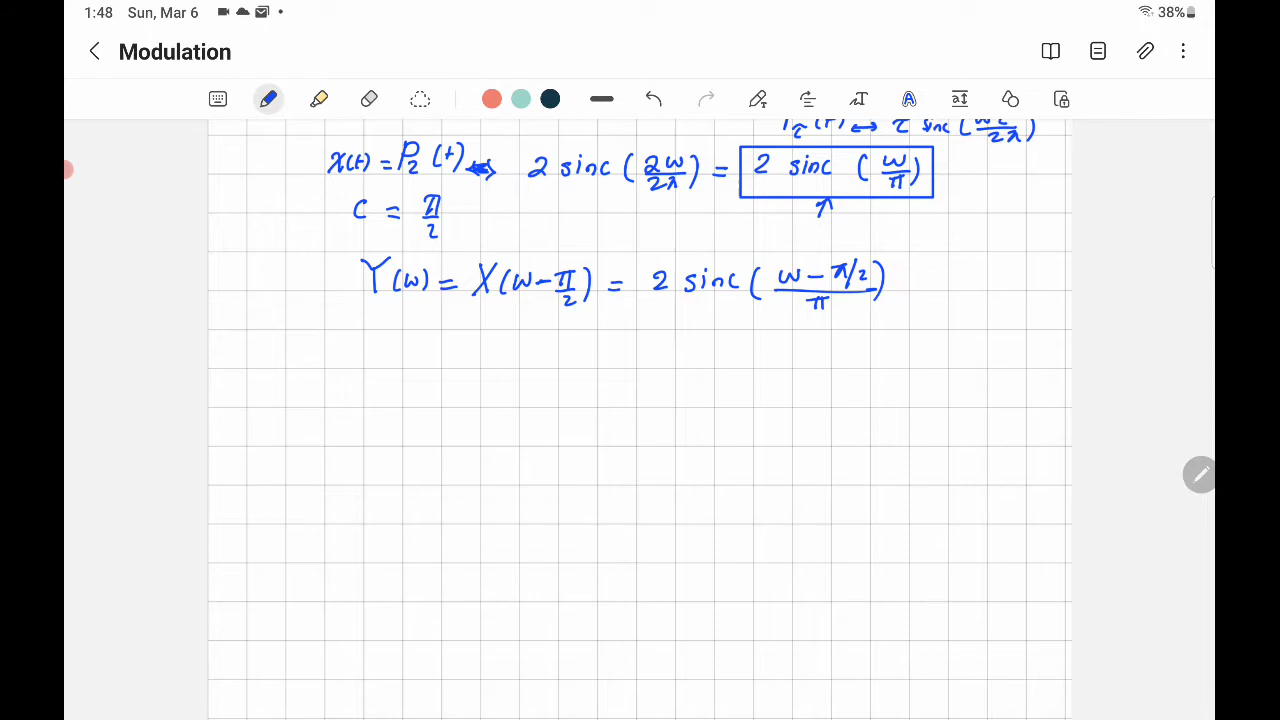 1:48 Sun, Mar 6 38%
Modulation
P_τ(t) ↔ τ sinc(ωτ/2π)
x(t) = P₂(t) ↔ 2 sinc(2ω/2π) = 2 sinc(ω/π)
c = π/2
Y(ω) = X(ω − π/2) = 2 sinc((ω − π/2)/π)